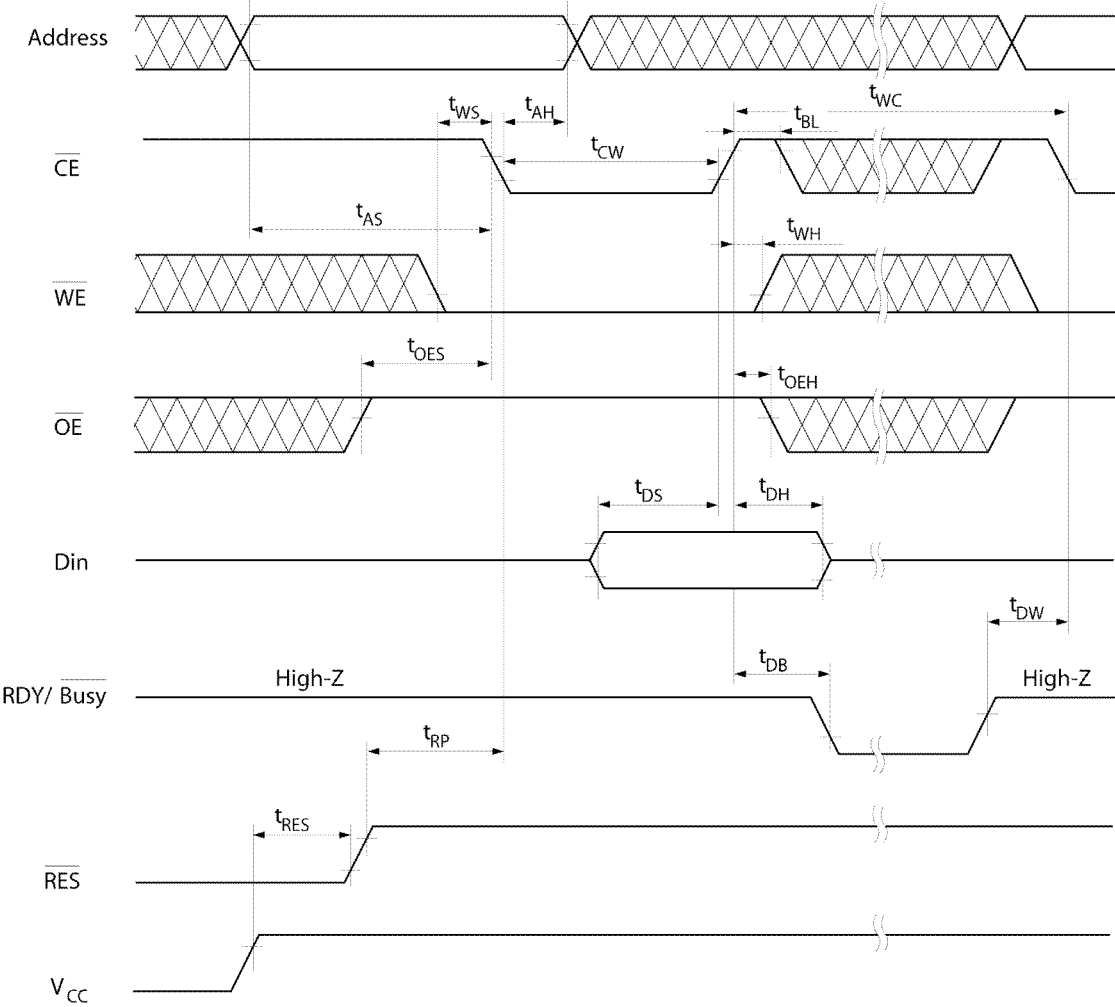 Address
tWC
tWS
tAH
tBL
CE
tCW
tAS
tWH
WE
tOES
tOEH
OE
tDS
tDH
Din
tDW
tDB
High-Z
High-Z
RDY/ Busy
tRP
tRES
RES
VCC